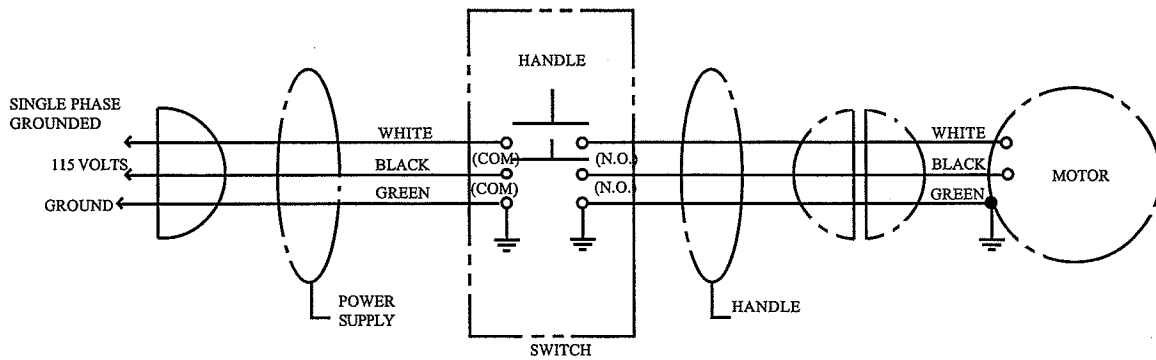 HANDLE
SINGLE PHASE
GROUNDED
WHITE
WHITE
115 VOLTS
BLACK
(COM)
(N.O.)
BLACK
MOTOR
GROUND
GREEN
(COM)
(N.O.)
GREEN
POWER
SUPPLY
HANDLE
SWITCH